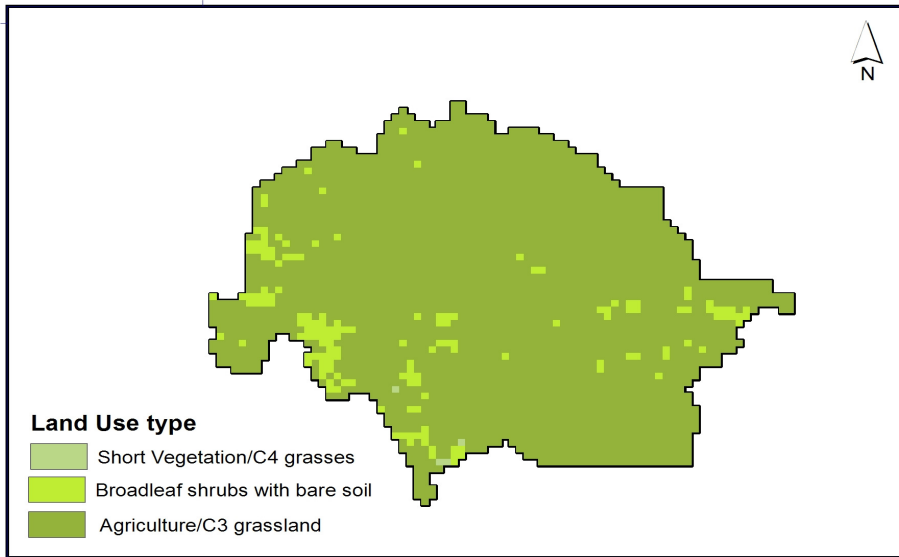 N
Land Use type
Short Vegetation/C4 grasses
Broadleaf shrubs with bare soil
Agriculture/C3 grassland